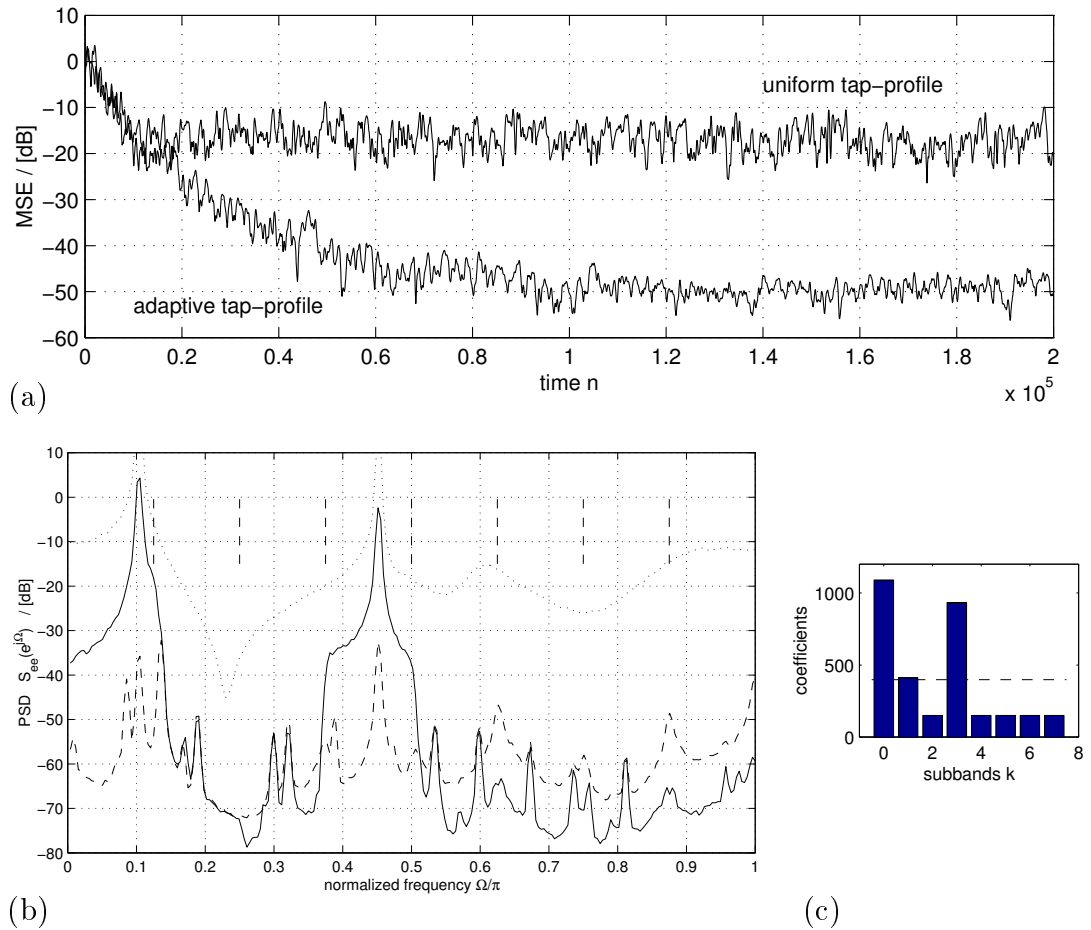 10
0
−10
−20
−30
−40
−50
−60
MSE / [dB]
uniform tap−profile
adaptive tap−profile
0 0.2 0.4 0.6 0.8 1 1.2 1.4 1.6 1.8 2
time n
x 10^5
(a)
10
0
−10
−20
−30
−40
−50
−60
−70
−80
PSD S_ee(e^jΩ) / [dB]
0 0.1 0.2 0.3 0.4 0.5 0.6 0.7 0.8 0.9 1
normalized frequency Ω/π
(b)
1000
500
0
coefficients
0 2 4 6 8
subbands k
(c)